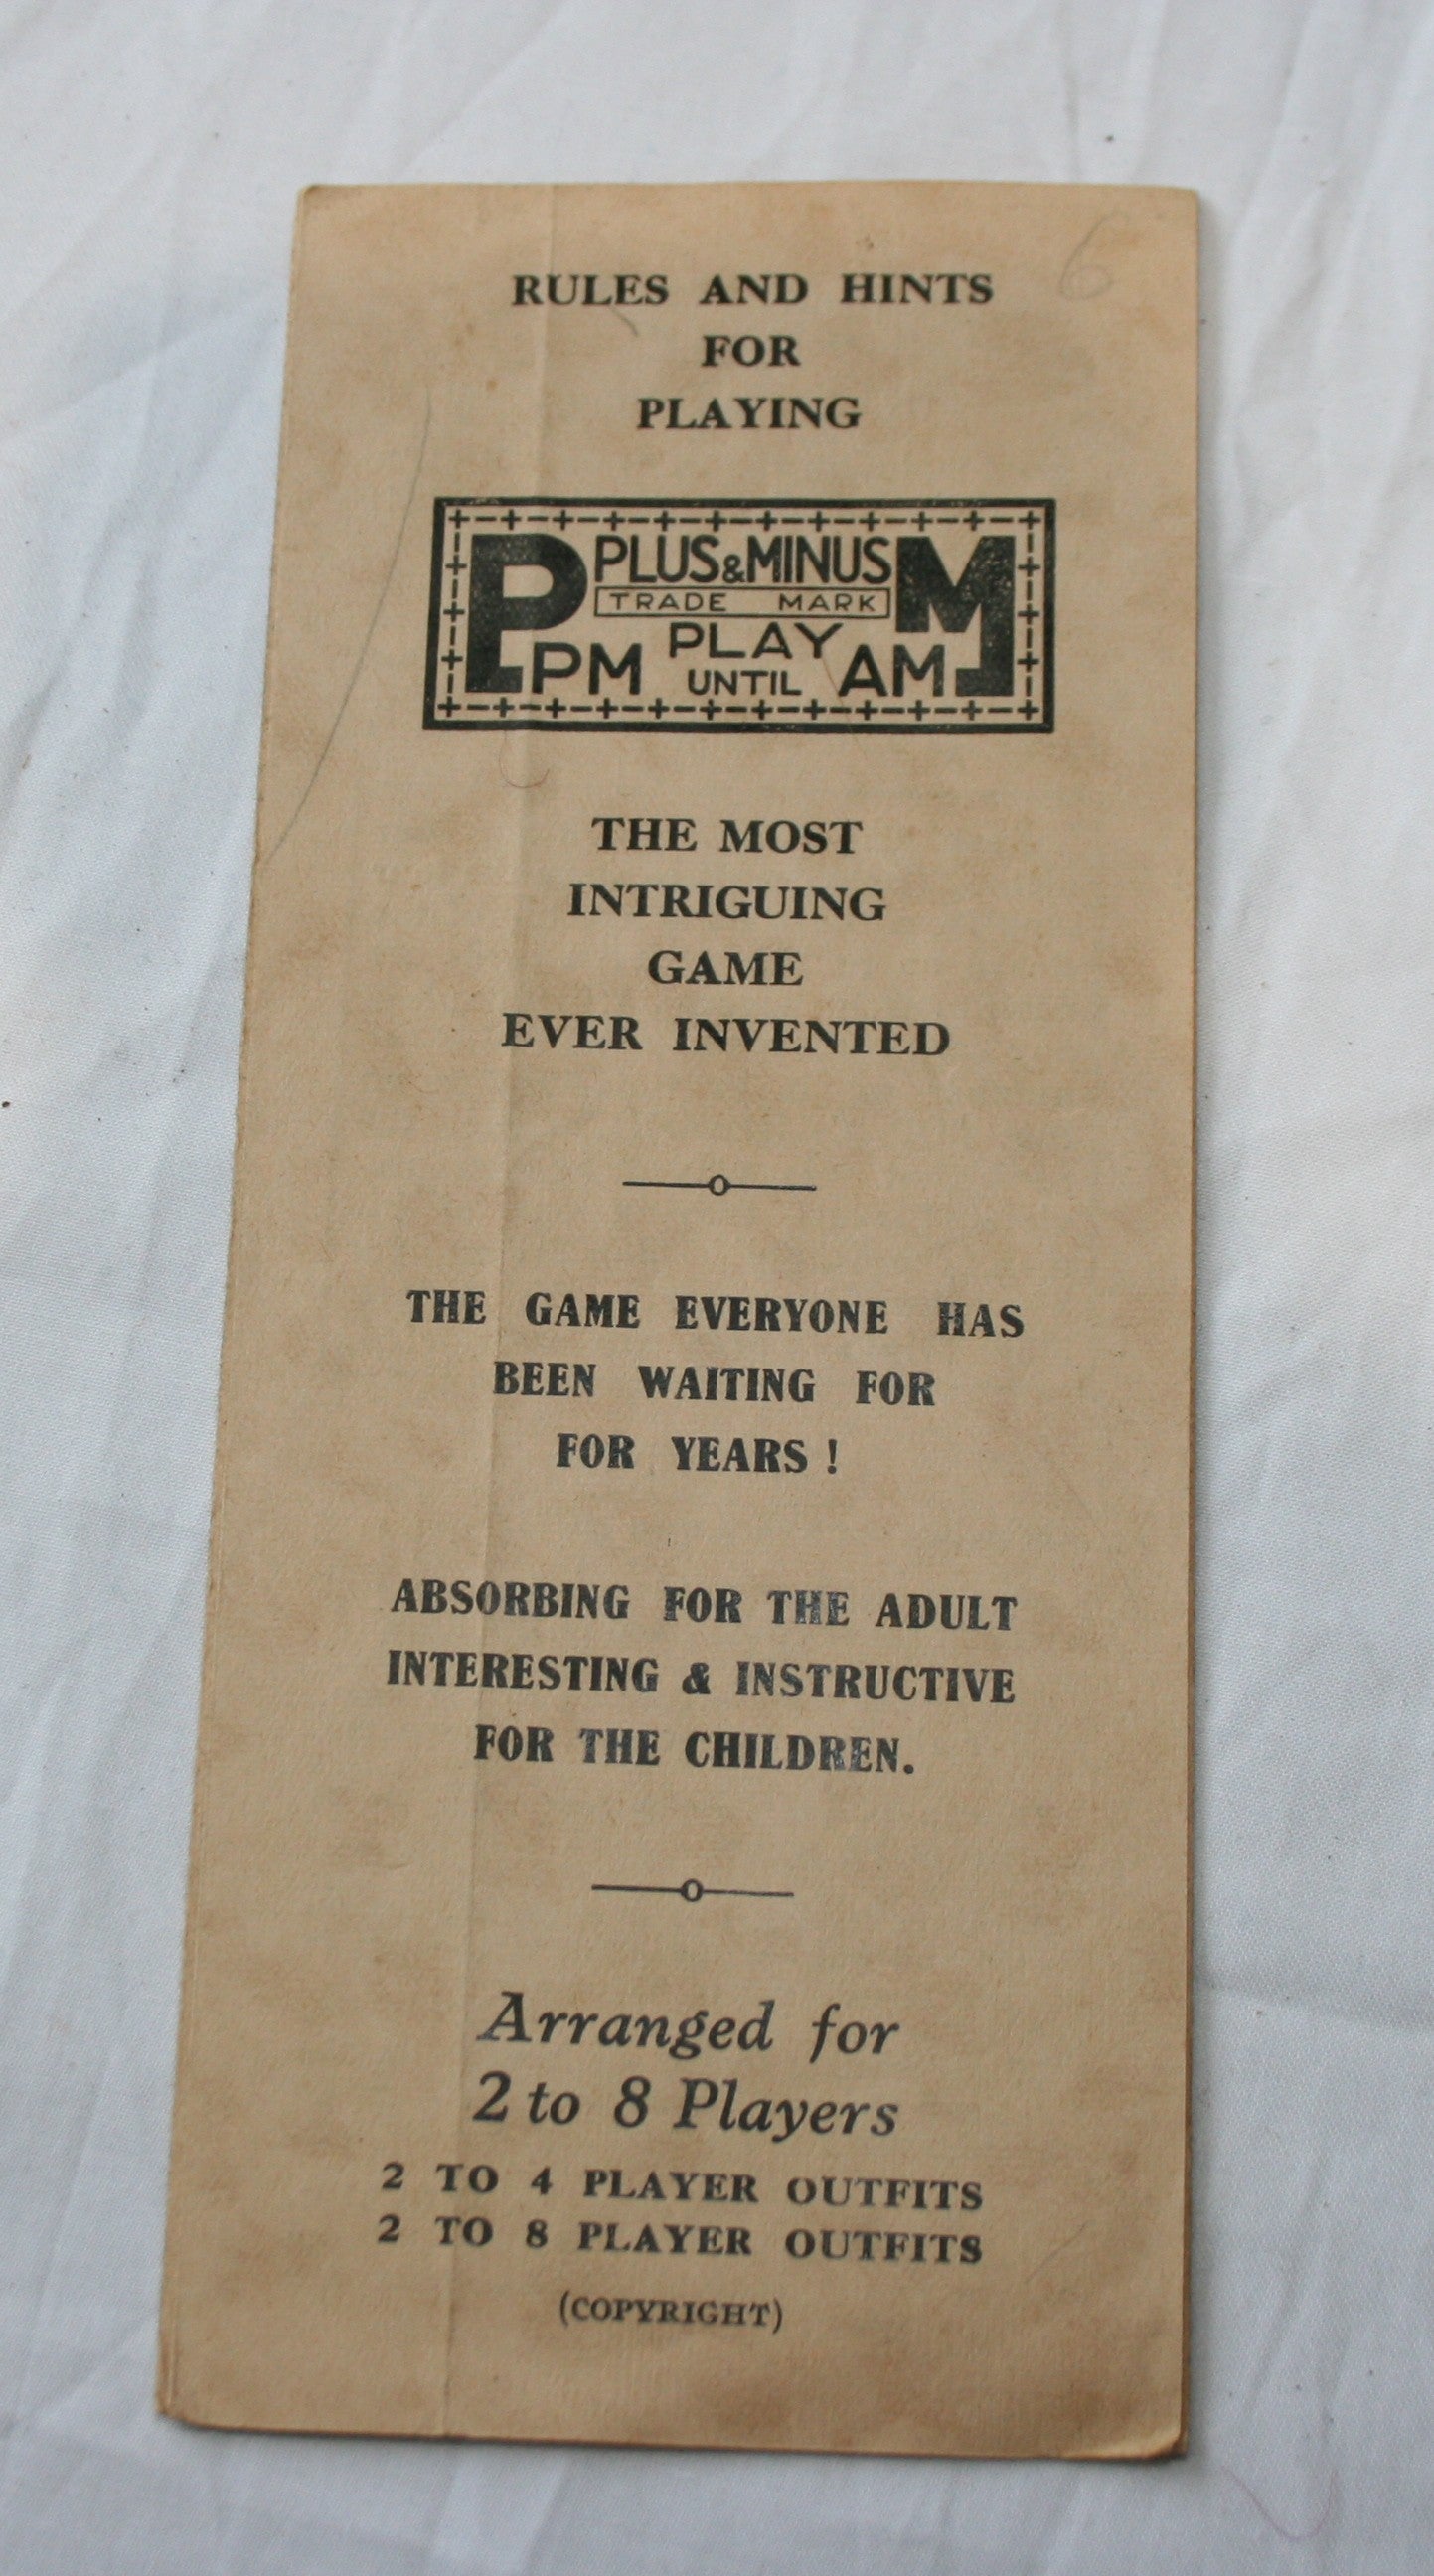 6
RULES AND HINTS
FOR
PLAYING
P PLUS & MINUS M
TRADE MARK
PM PLAY AM
UNTIL
THE MOST
INTRIGUING
GAME
EVER INVENTED
THE GAME EVERYONE HAS
BEEN WAITING FOR
FOR YEARS !
ABSORBING FOR THE ADULT
INTERESTING & INSTRUCTIVE
FOR THE CHILDREN.
Arranged for
2 to 8 Players
2 TO 4 PLAYER OUTFITS
2 TO 8 PLAYER OUTFITS
(COPYRIGHT)